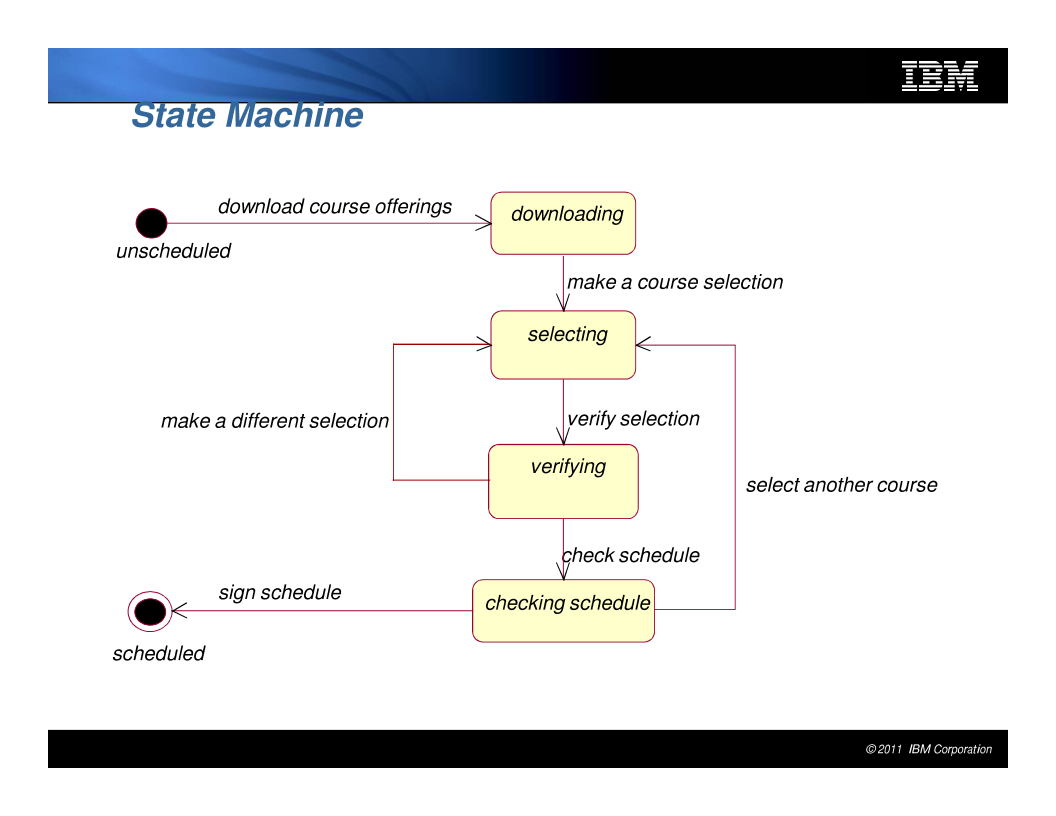 IBM
State Machine
download course offerings
downloading
unscheduled
make a course selection
selecting
make a different selection
verify selection
verifying
select another course
check schedule
sign schedule
checking schedule
scheduled
© 2011 IBM Corporation